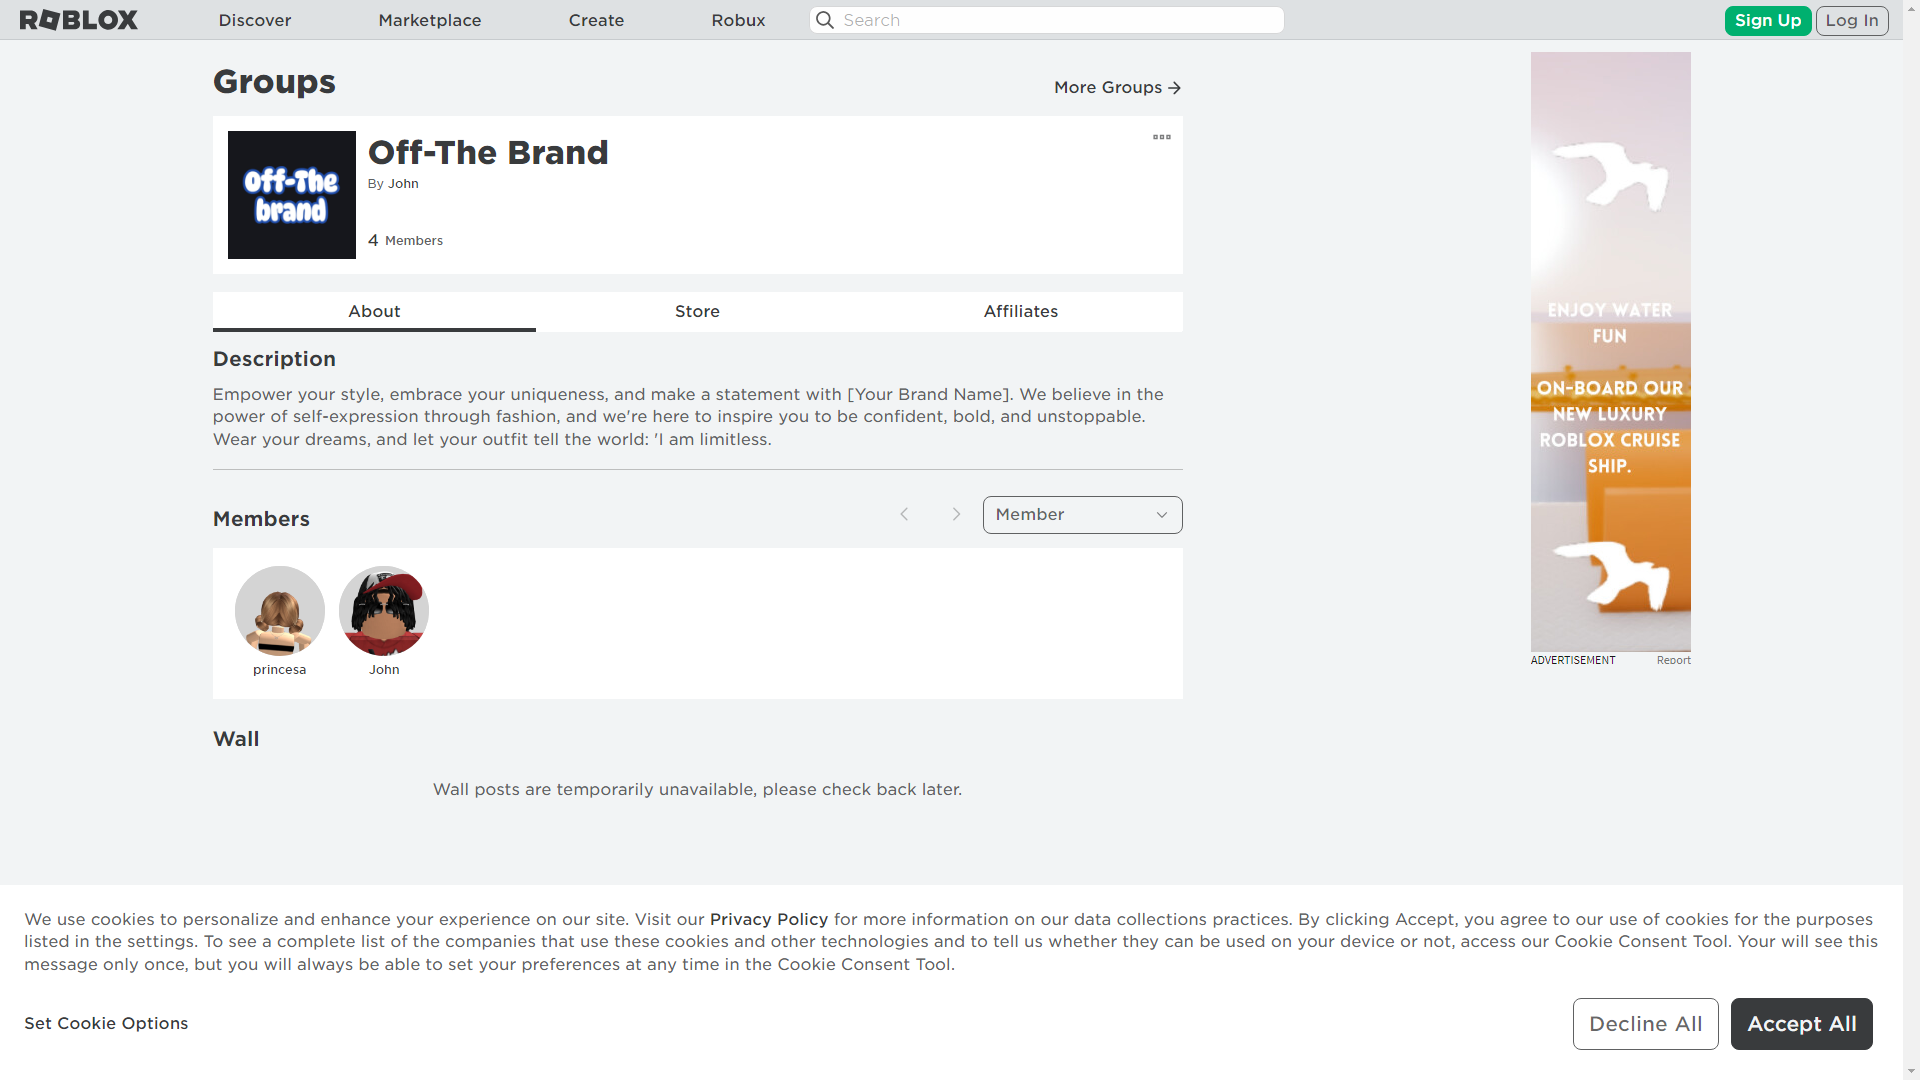 ROBLOX Discover Marketplace Create Robux Search Sign Up Log In
Groups
More Groups
Off-The
brand
Off-The Brand
By John
4 Members
About Store Affiliates
Description
Empower your style, embrace your uniqueness, and make a statement with [Your Brand Name]. We believe in the
power of self-expression through fashion, and we're here to inspire you to be confident, bold, and unstoppable.
Wear your dreams, and let your outfit tell the world: 'I am limitless.
Members
Member
princesa John
Wall
Wall posts are temporarily unavailable, please check back later.
ENJOY WATER
FUN
ON-BOARD OUR
NEW LUXURY
ROBLOX CRUISE
SHIP.
ADVERTISEMENT Report
We use cookies to personalize and enhance your experience on our site. Visit our Privacy Policy for more information on our data collections practices. By clicking Accept, you agree to our use of cookies for the purposes
listed in the settings. To see a complete list of the companies that use these cookies and other technologies and to tell us whether they can be used on your device or not, access our Cookie Consent Tool. Your will see this
message only once, but you will always be able to set your preferences at any time in the Cookie Consent Tool.
Set Cookie Options
Decline All
Accept All